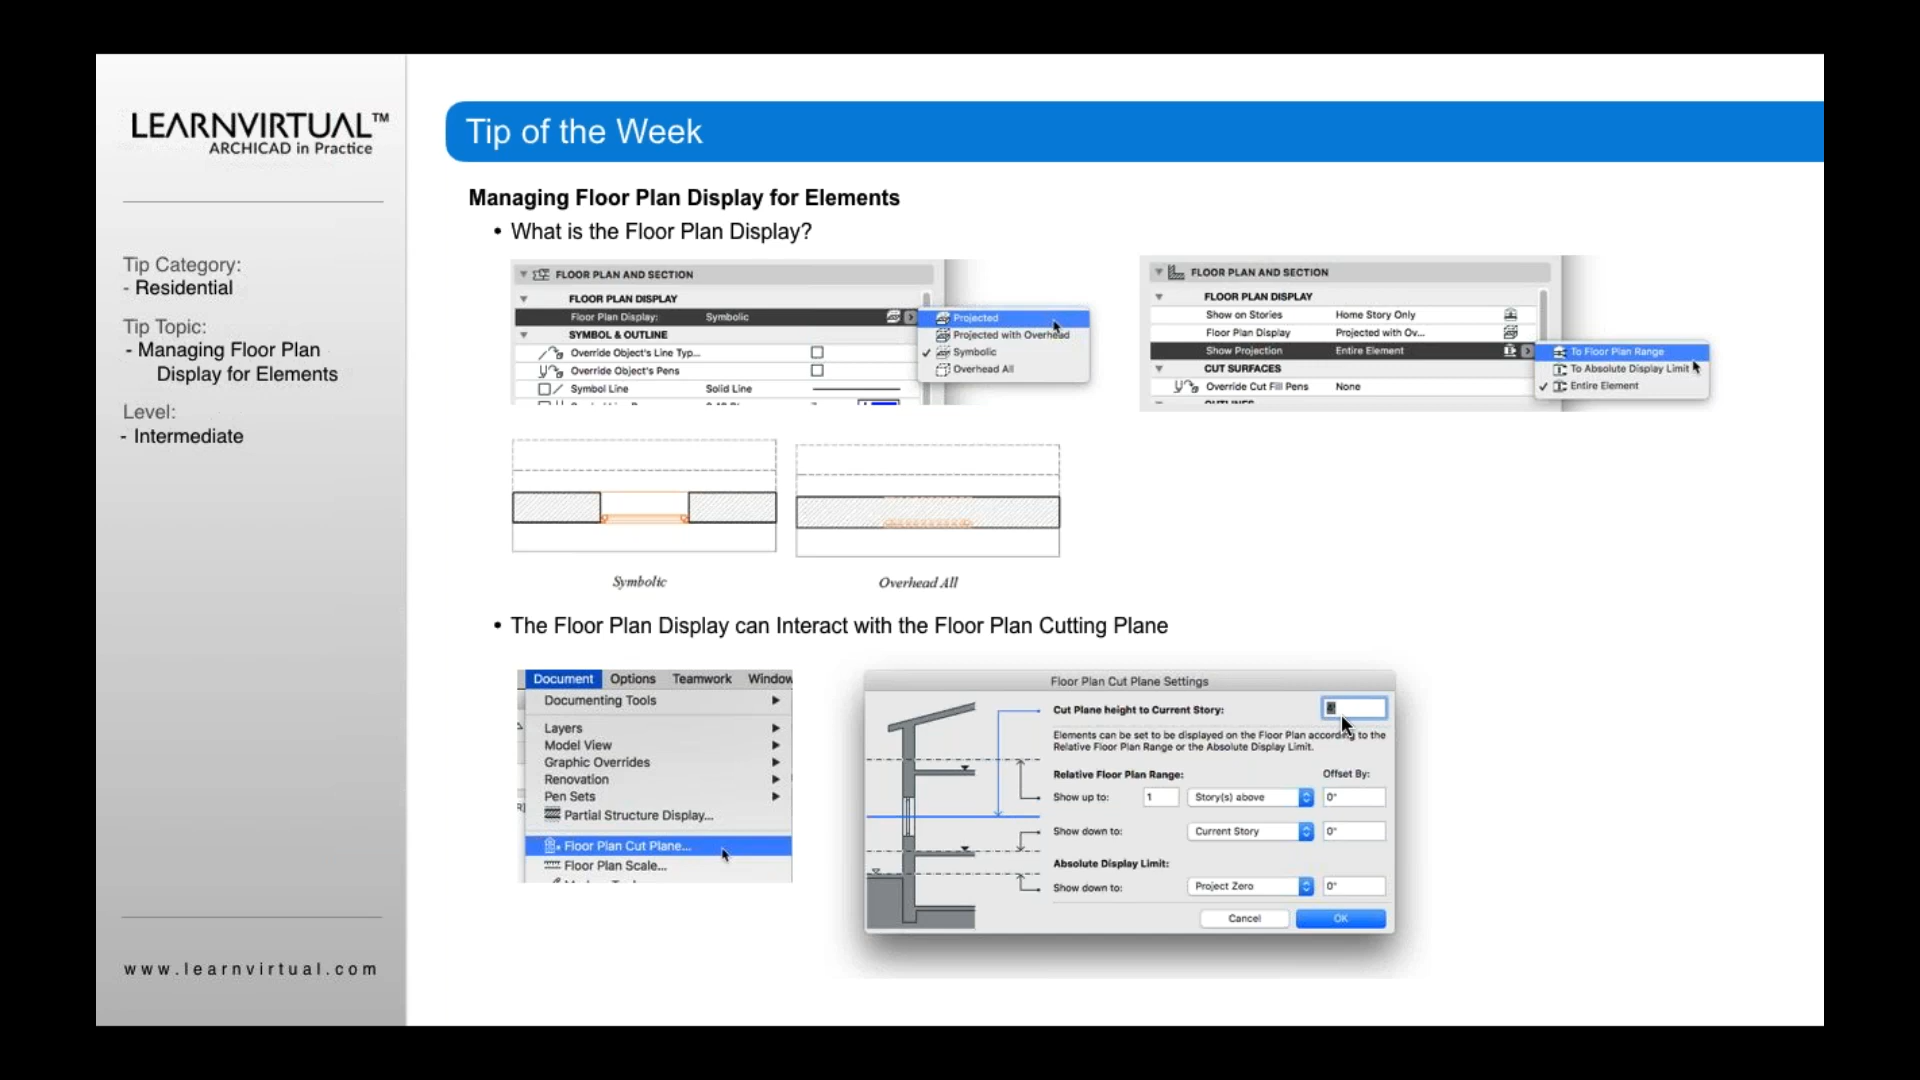 LEARNVIRTUAL™
ARCHICAD in Practice
Tip Category:
- Residential
Tip Topic:
- Managing Floor Plan
Display for Elements
Level:
- Intermediate
www.learnvirtual.com
Tip of the Week
Managing Floor Plan Display for Elements
• What is the Floor Plan Display?
FLOOR PLAN AND SECTION
FLOOR PLAN DISPLAY
Floor Plan Display: Symbolic
SYMBOL & OUTLINE
Override Object's Line Typ...
Override Object's Pens
Symbol Line Solid Line
Projected
Projected with Overhead
Symbolic
Overhead All
FLOOR PLAN AND SECTION
FLOOR PLAN DISPLAY
Show on Stories Home Story Only
Floor Plan Display Projected with Ov...
Show Projection Entire Element
CUT SURFACES
Override Cut Fill Pens None
To Floor Plan Range
To Absolute Display Limit
Entire Element
Symbolic
Overhead All
• The Floor Plan Display can Interact with the Floor Plan Cutting Plane
Document Options Teamwork Window
Documenting Tools
Layers
Model View
Graphic Overrides
Renovation
Pen Sets
Partial Structure Display...
Floor Plan Cut Plane...
Floor Plan Scale...
Floor Plan Cut Plane Settings
Cut Plane height to Current Story:
Elements can be set to be displayed on the Floor Plan according to the
Relative Floor Plan Range or the Absolute Display Limit.
Relative Floor Plan Range: Offset By:
Show up to: 1 Story(s) above 0"
Show down to: Current Story 0"
Absolute Display Limit:
Show down to: Project Zero 0"
Cancel OK